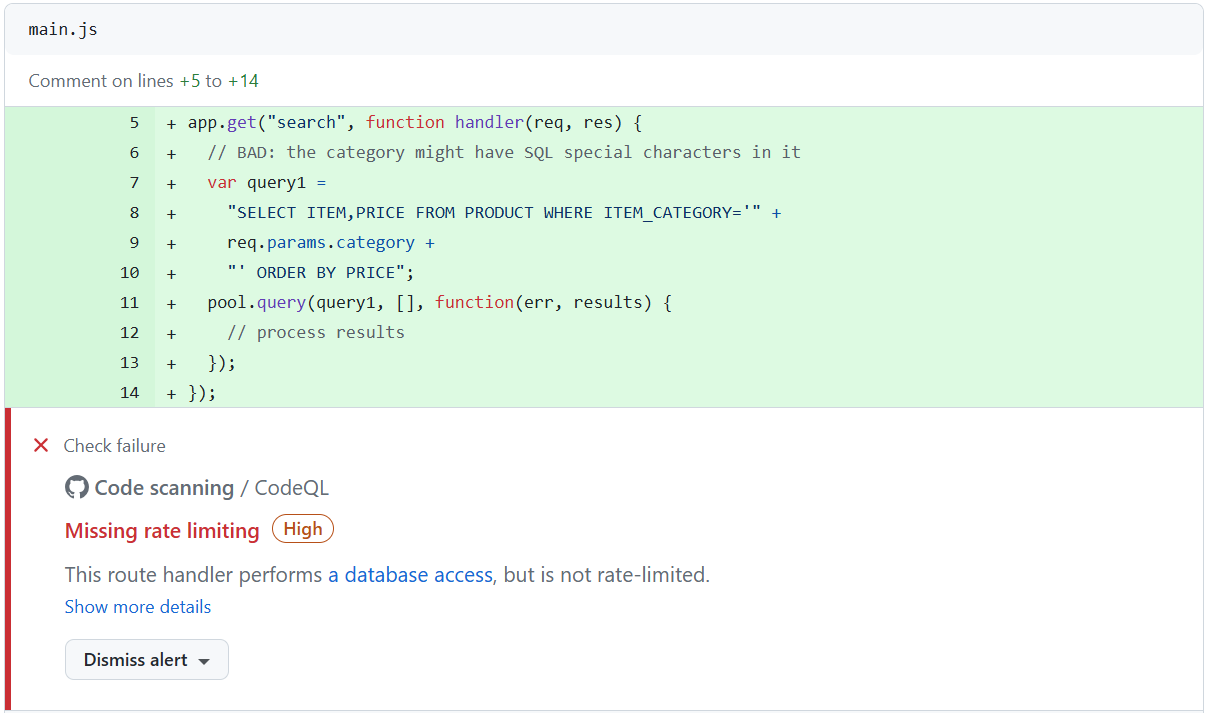 main.js
Comment on lines +5 to +14
5 + app.get("search", function handler(req, res) {
6 + // BAD: the category might have SQL special characters in it
7 + var query1 =
8 + "SELECT ITEM,PRICE FROM PRODUCT WHERE ITEM_CATEGORY='" +
9 + req.params.category +
10 + "' ORDER BY PRICE";
11 + pool.query(query1, [], function(err, results) {
12 + // process results
13 + });
14 + });
Check failure
Code scanning / CodeQL
Missing rate limiting High
This route handler performs a database access, but is not rate-limited.
Show more details
Dismiss alert